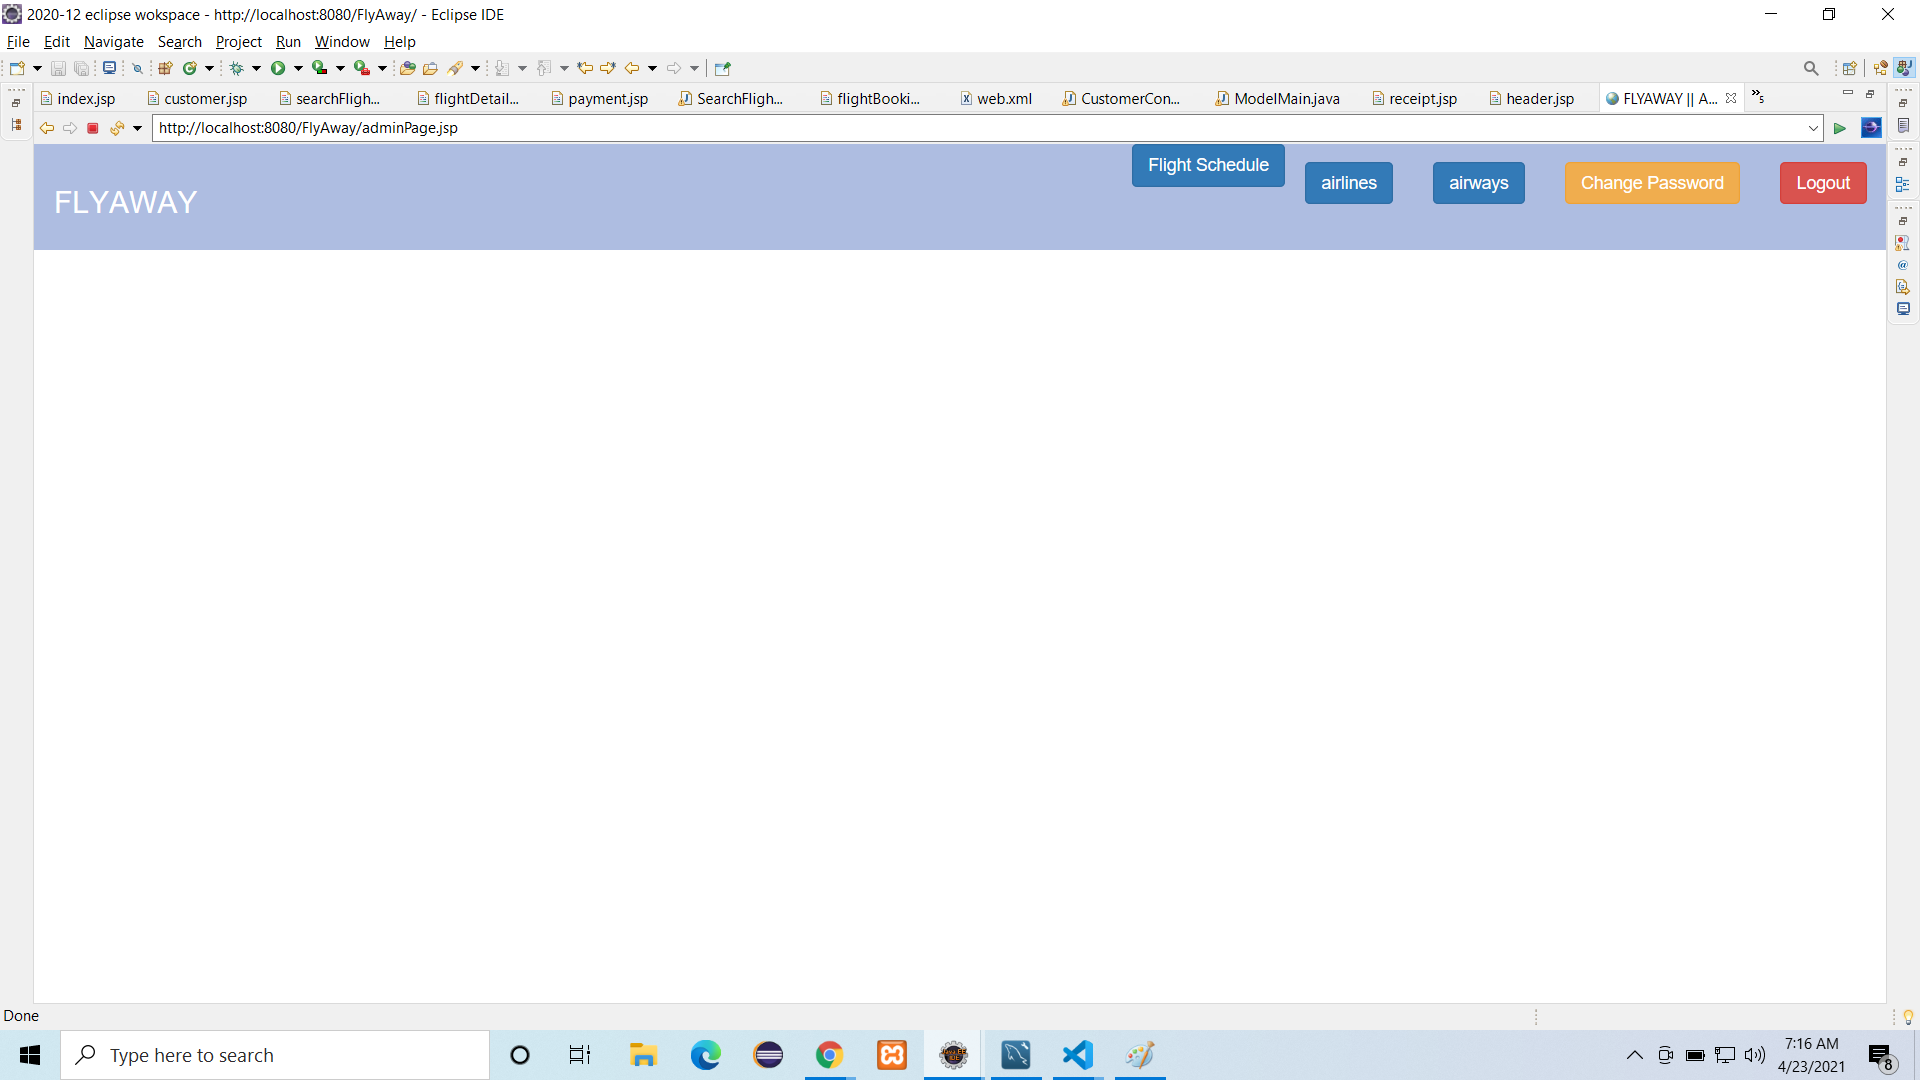 2020-12 eclipse wokspace - http://localhost:8080/FlyAway/ - Eclipse IDE
File Edit Navigate Search Project Run Window Help
index.jsp customer.jsp searchFligh... flightDetail... payment.jsp SearchFligh... flightBooki... web.xml CustomerCon... ModelMain.java receipt.jsp header.jsp FLYAWAY || A... 5
http://localhost:8080/FlyAway/adminPage.jsp
FLYAWAY
Flight Schedule airlines airways Change Password Logout
Done
Type here to search
7:16 AM
4/23/2021
8